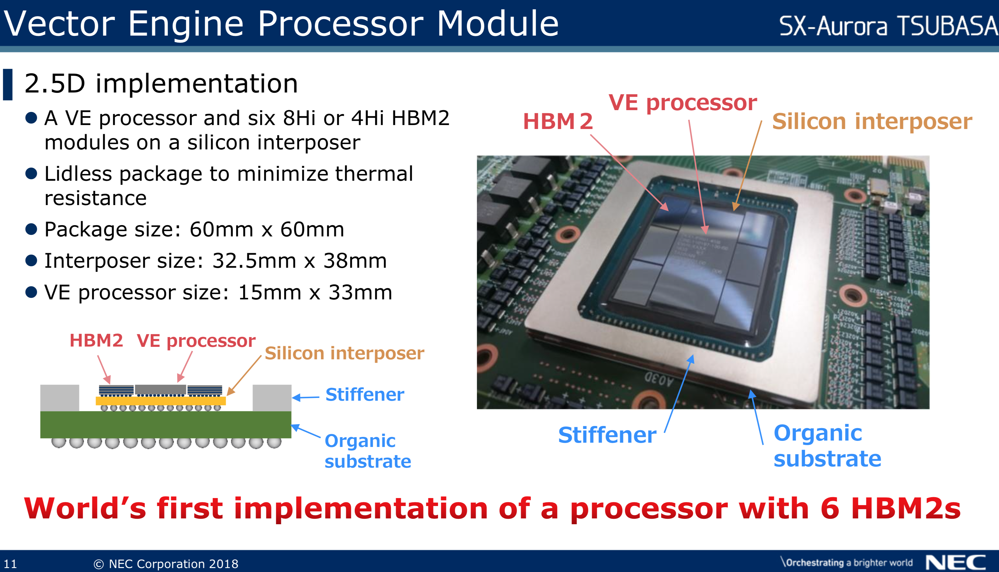 Vector Engine Processor Module
SX-Aurora TSUBASA
2.5D implementation
● A VE processor and six 8Hi or 4Hi HBM2
modules on a silicon interposer
● Lidless package to minimize thermal
resistance
● Package size: 60mm x 60mm
● Interposer size: 32.5mm x 38mm
● VE processor size: 15mm x 33mm
HBM2
VE processor
Silicon interposer
Stiffener
Organic
substrate
HBM 2
VE processor
Silicon interposer
A03D
Stiffener
Organic
substrate
World’s first implementation of a processor with 6 HBM2s
11
© NEC Corporation 2018
\Orchestrating a brighter world
NEC